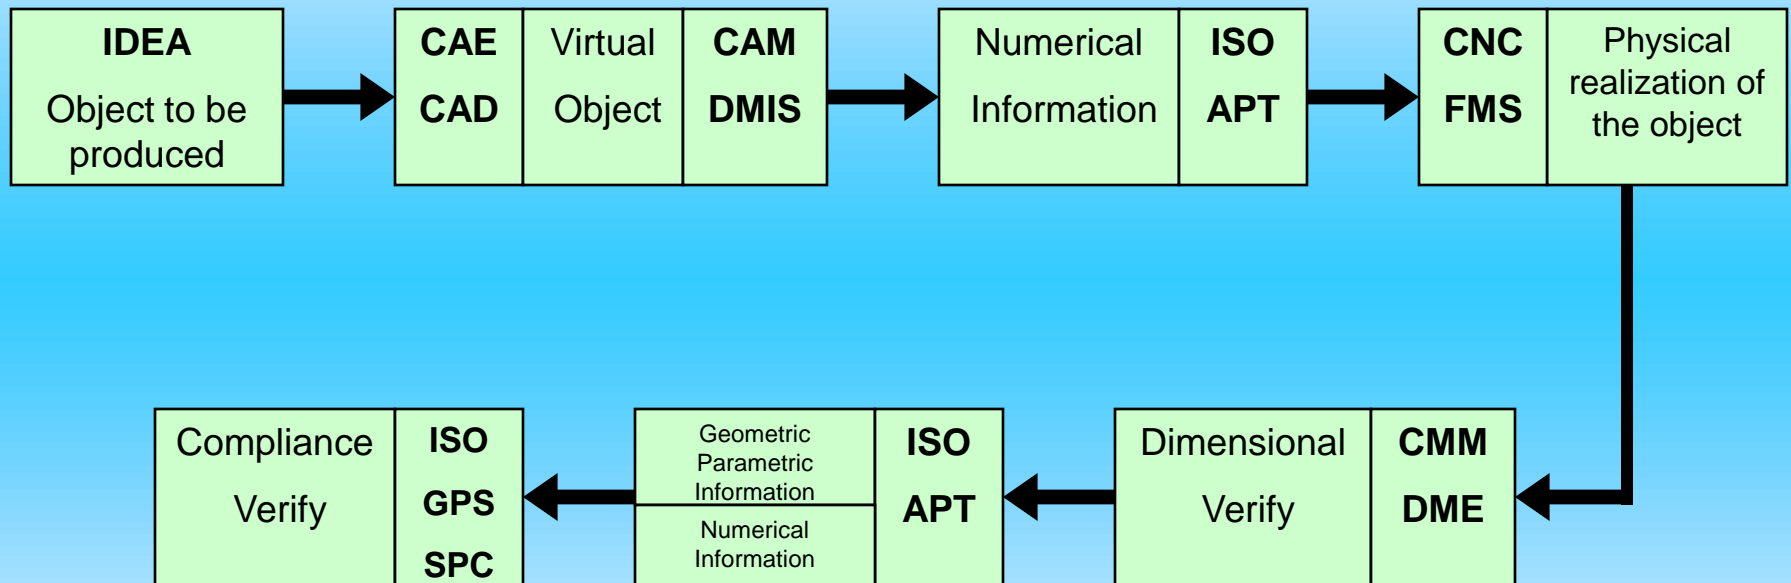 IDEA
Object to be
produced
CAE
CAD
Virtual
Object
CAM
DMIS
Numerical
Information
ISO
APT
CNC
FMS
Physical
realization of
the object
Compliance
Verify
ISO
GPS
SPC
Geometric
Parametric
Information
Numerical
Information
ISO
APT
Dimensional
Verify
CMM
DME